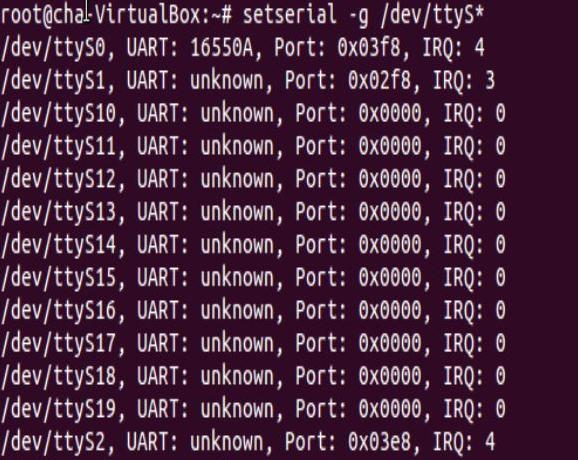 root@cha-VirtualBox:~# setserial -g /dev/ttyS*
/dev/ttyS0, UART: 16550A, Port: 0x03f8, IRQ: 4
/dev/ttyS1, UART: unknown, Port: 0x02f8, IRQ: 3
/dev/ttyS10, UART: unknown, Port: 0x0000, IRQ: 0
/dev/ttyS11, UART: unknown, Port: 0x0000, IRQ: 0
/dev/ttyS12, UART: unknown, Port: 0x0000, IRQ: 0
/dev/ttyS13, UART: unknown, Port: 0x0000, IRQ: 0
/dev/ttyS14, UART: unknown, Port: 0x0000, IRQ: 0
/dev/ttyS15, UART: unknown, Port: 0x0000, IRQ: 0
/dev/ttyS16, UART: unknown, Port: 0x0000, IRQ: 0
/dev/ttyS17, UART: unknown, Port: 0x0000, IRQ: 0
/dev/ttyS18, UART: unknown, Port: 0x0000, IRQ: 0
/dev/ttyS19, UART: unknown, Port: 0x0000, IRQ: 0
/dev/ttyS2, UART: unknown, Port: 0x03e8, IRQ: 4